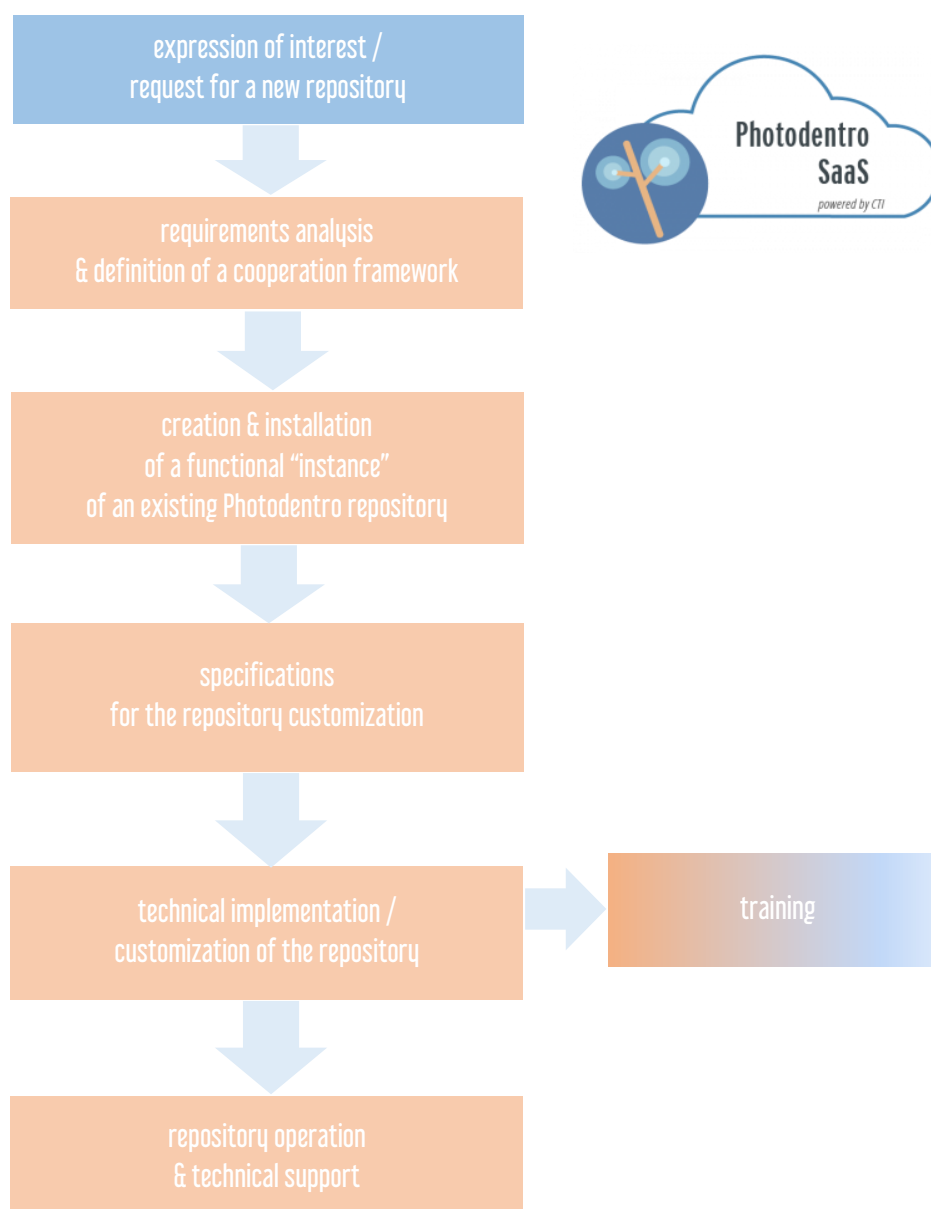 expression of interest /
request for a new repository
Photodentro
SaaS
powered by CTI
requirements analysis
& definition of a cooperation framework
creation & installation
of a functional “instance”
of an existing Photodentro repository
specifications
for the repository customization
technical implementation /
customization of the repository
training
repository operation
& technical support